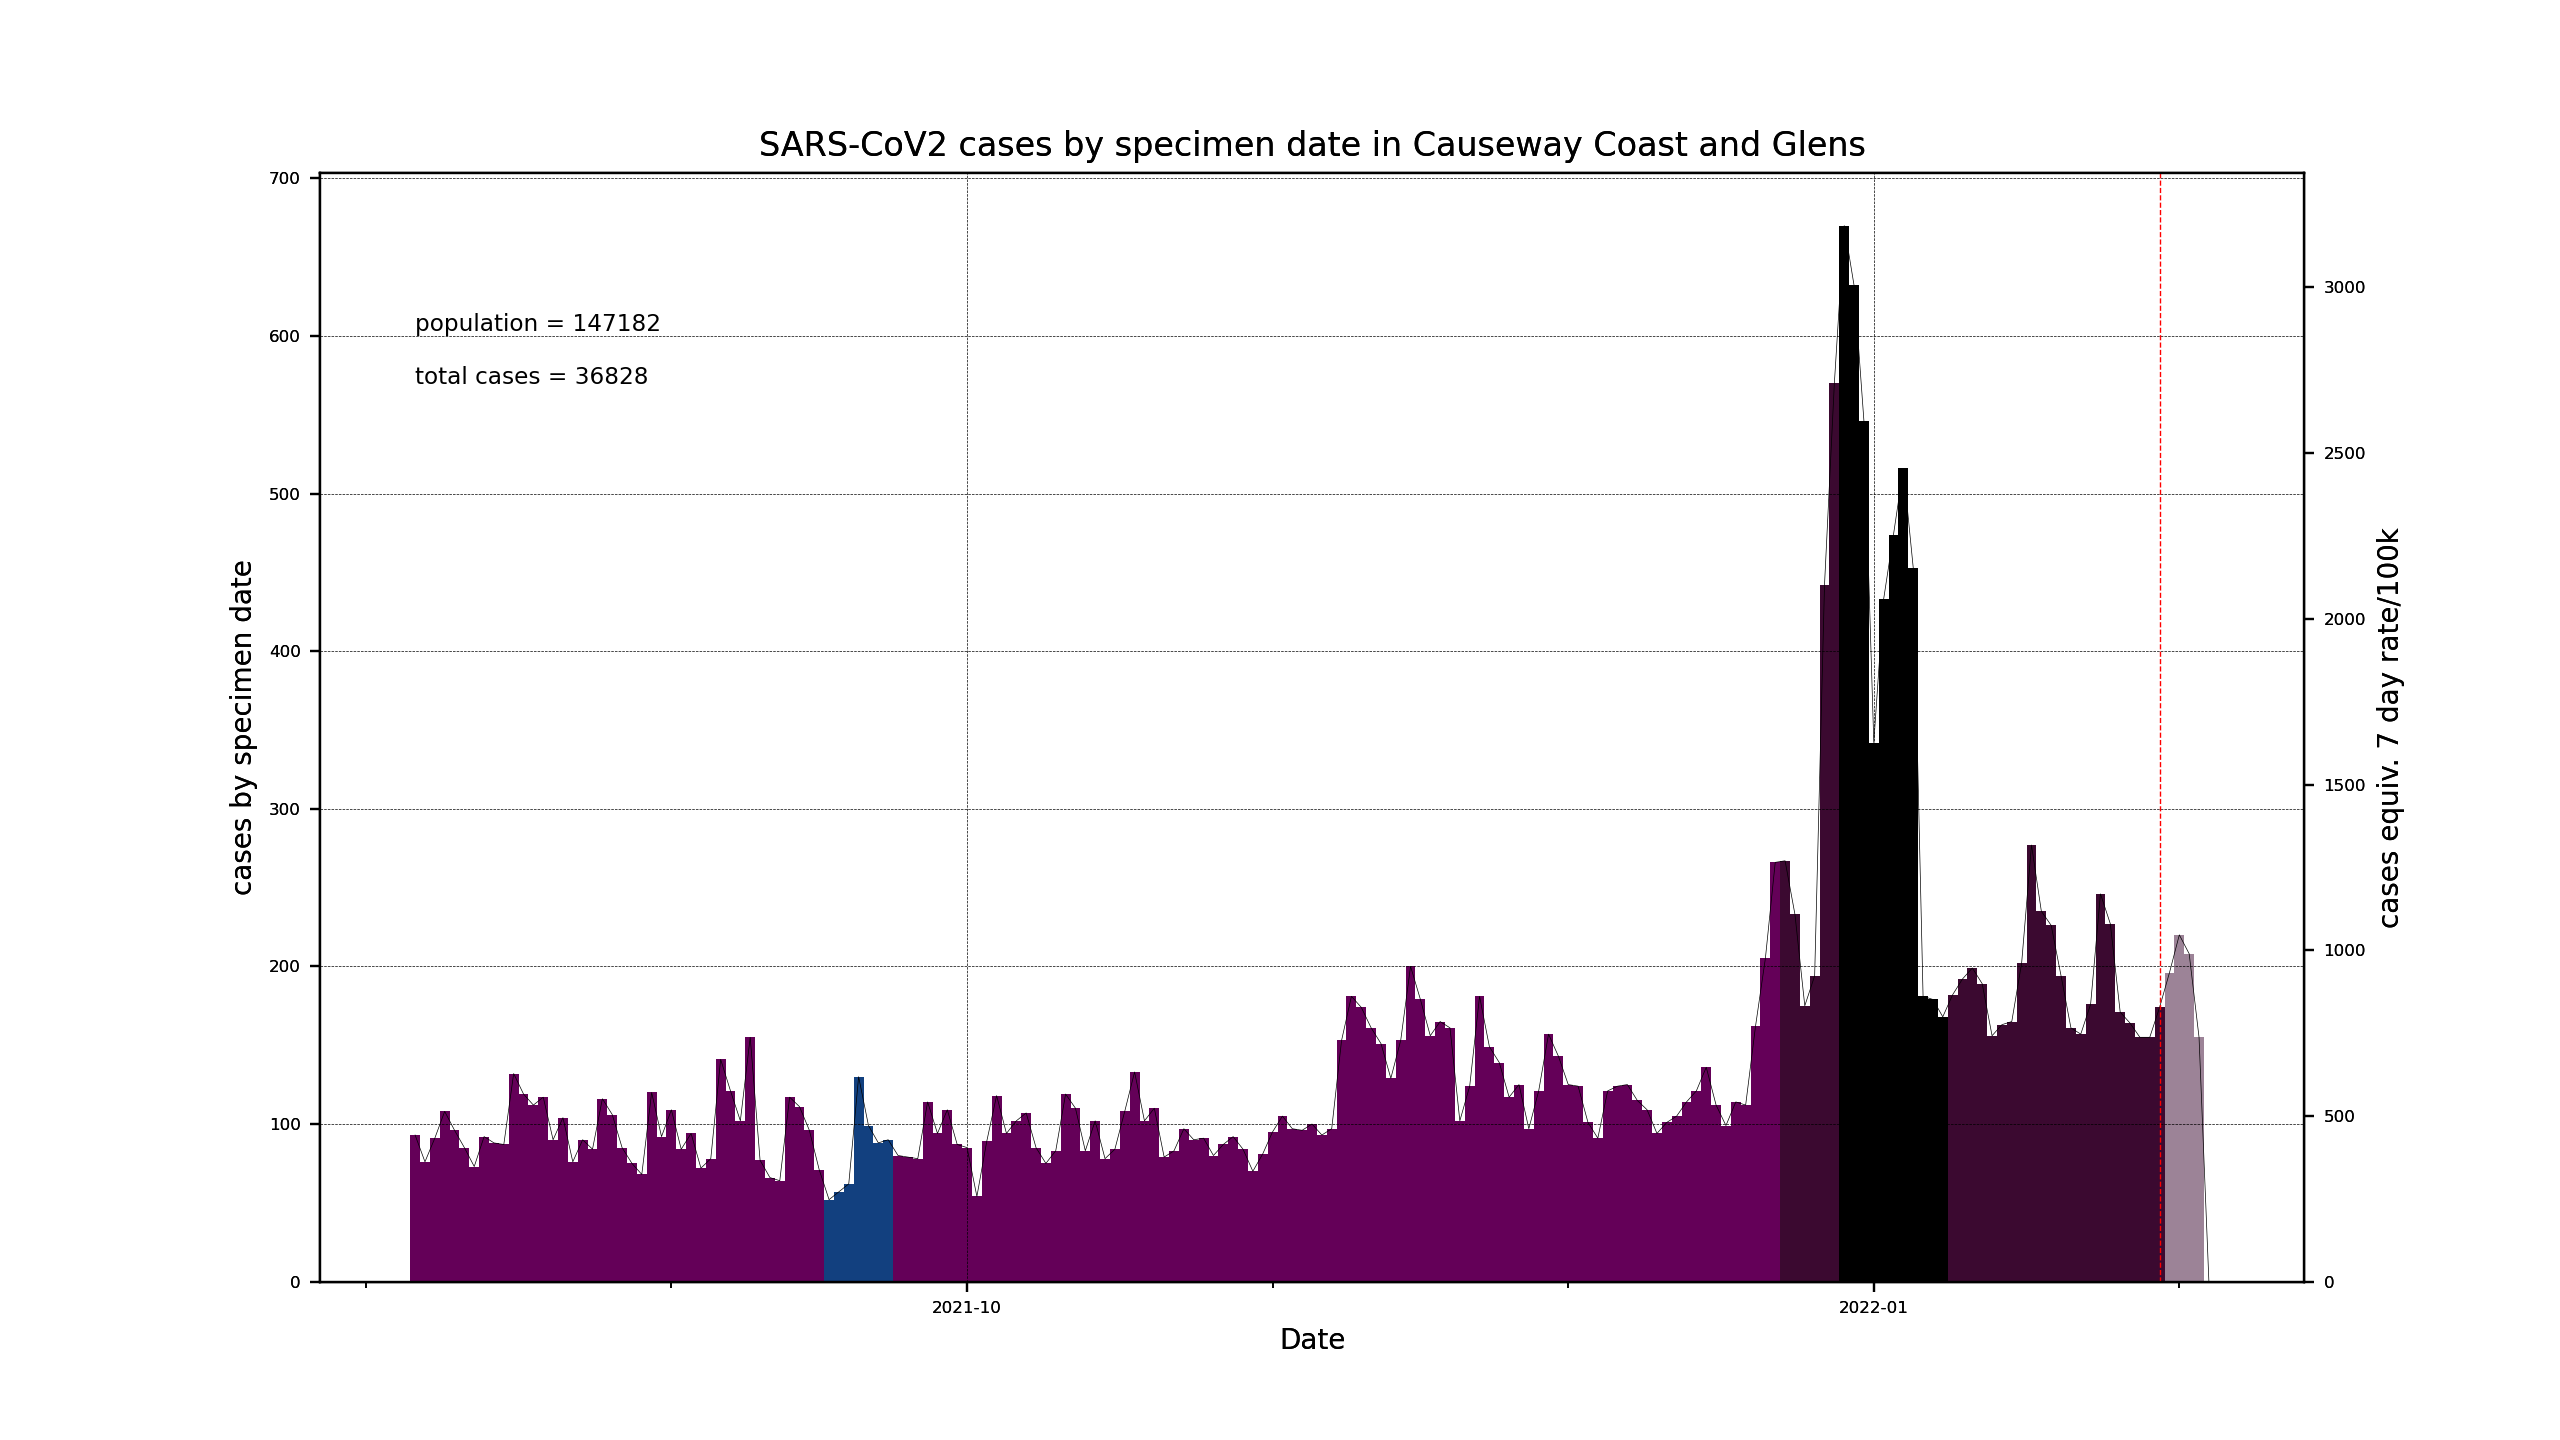 SARS-CoV2 cases by specimen date in Causeway Coast and Glens
population = 147182
total cases = 36828
cases by specimen date
700
600
500
400
300
200
100
0
3000
2500
2000
1500
1000
500
0
cases equiv. 7 day rate/100k
2021-10
2022-01
Date